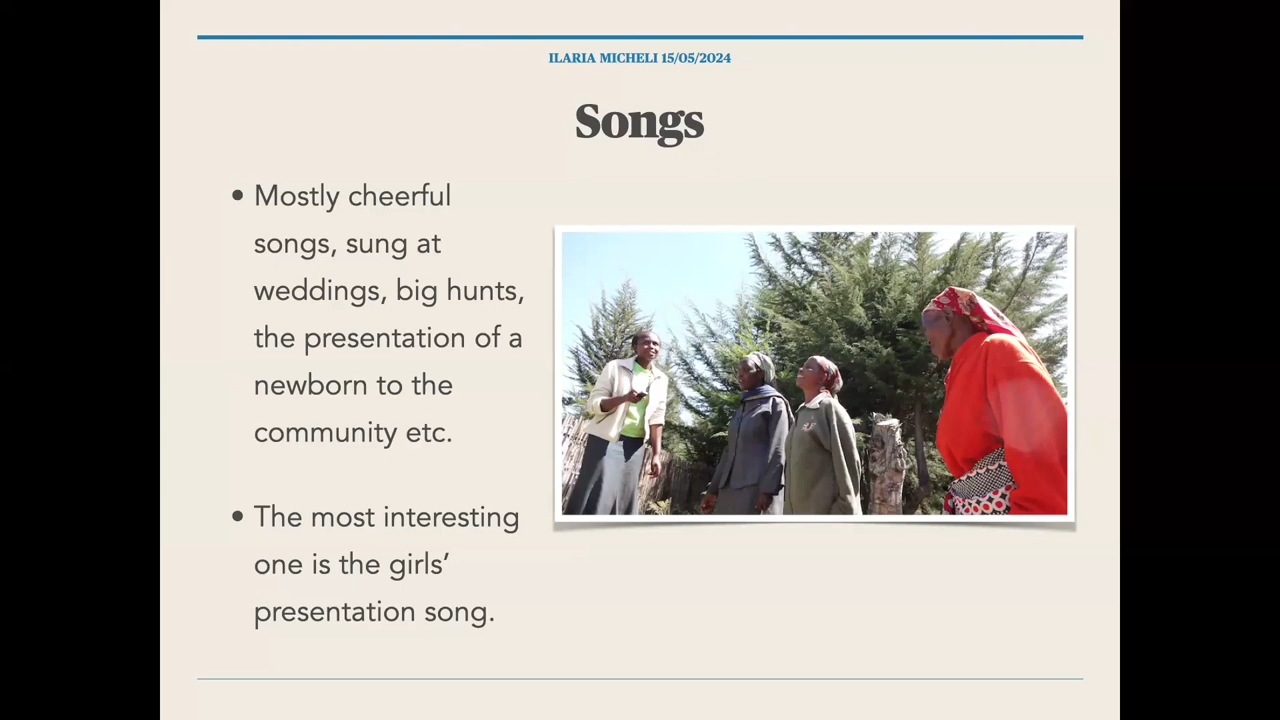 ILARIA MICHELI 15/05/2024
Songs
• Mostly cheerful
songs, sung at
weddings, big hunts,
the presentation of a
newborn to the
community etc.
• The most interesting
one is the girls’
presentation song.